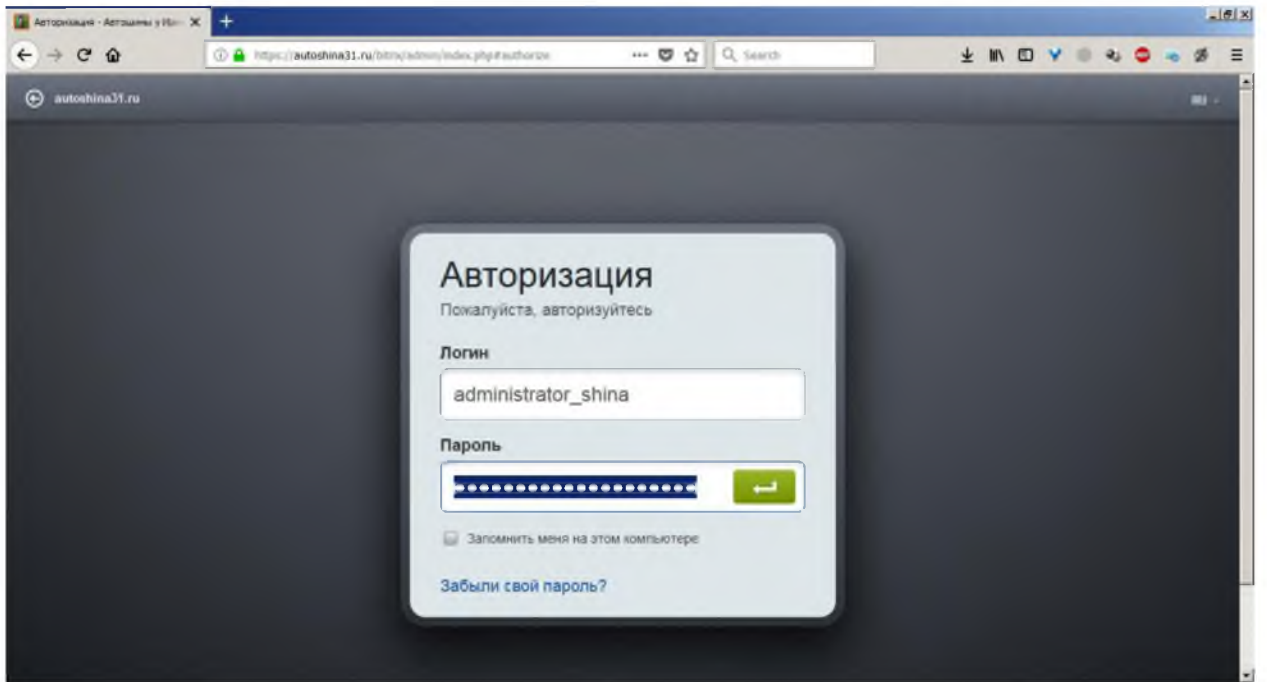 Авторизация - Автошины у
https://autoshina31.ru/bitrix/admin/index.php#authorize
Search
autoshina31.ru
Авторизация
Пожалуйста, авторизуйтесь
Логин
administrator_shina
Пароль
Запомнить меня на этом компьютере
Забыли свой пароль?